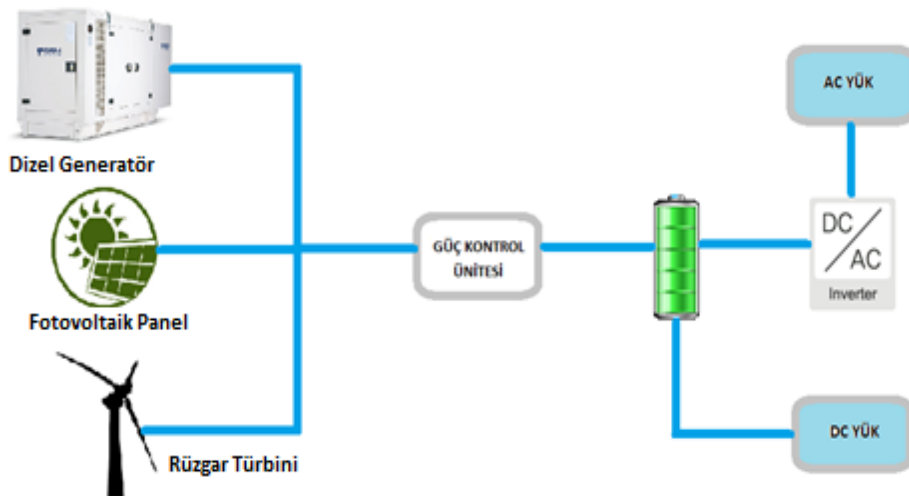 Dizel Generatör
AC YÜK
DC
AC
Inverter
GÜÇ KONTROL
ÜNİTESİ
Fotovoltaik Panel
DC YÜK
Rüzgar Türbini